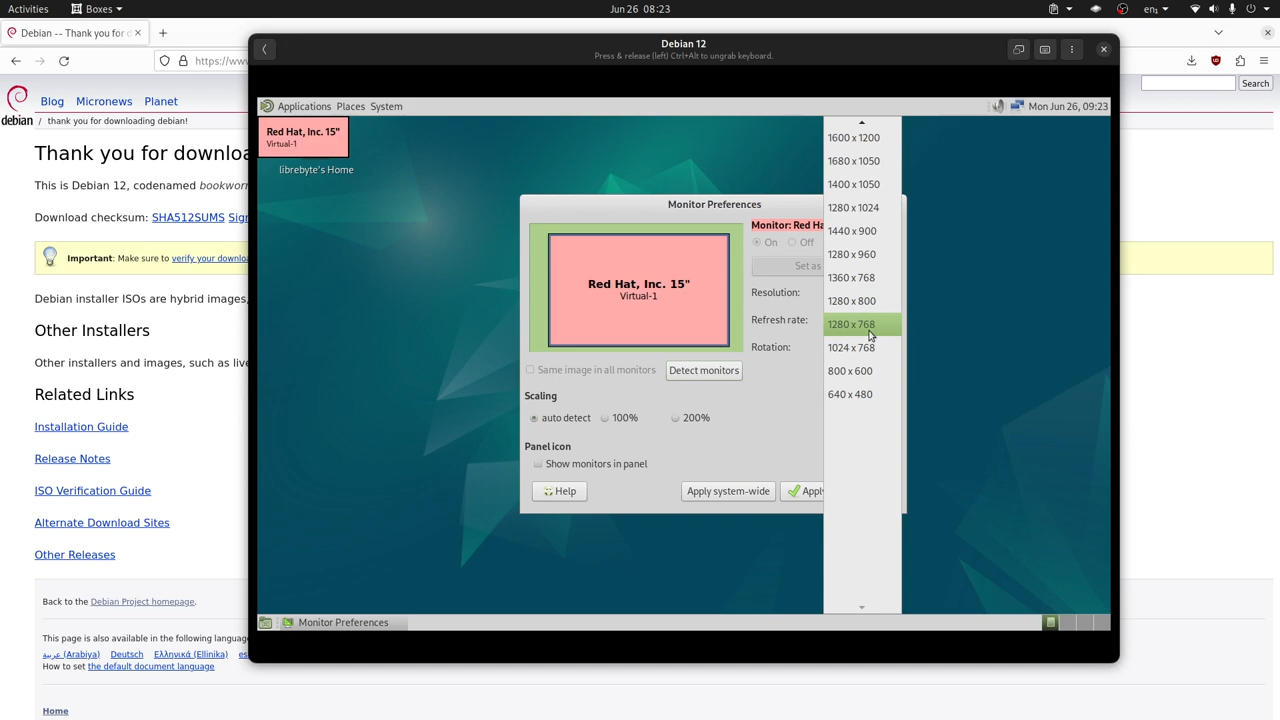 Activities
Boxes
Jun 26 08:23
en1
Debian -- Thank you for d
https://www
Search
debian
Blog
Micronews
Planet
/ thank you for downloading debian!
Thank you for downloa
This is Debian 12, codenamed bookwor
Download checksum: SHA512SUMS Sign
Important: Make sure to verify your downloa
Debian installer ISOs are hybrid images,
Other Installers
Other installers and images, such as live
Related Links
Installation Guide
Release Notes
ISO Verification Guide
Alternate Download Sites
Other Releases
Back to the Debian Project homepage.
This page is also available in the following language
عربية (Arabiya)
Deutsch
Ελληνικά (Ellinika)
es
How to set the default document language
Home
Debian 12
Press & release (left) Ctrl+Alt to ungrab keyboard.
Applications
Places
System
Mon Jun 26, 09:23
Red Hat, Inc. 15"
Virtual-1
librebyte's Home
Monitor Preferences
Red Hat, Inc. 15"
Virtual-1
Monitor: Red Ha
On
Off
Set as
Resolution:
Refresh rate:
Rotation:
Same image in all monitors
Detect monitors
Scaling
auto detect
100%
200%
Panel icon
Show monitors in panel
Help
Apply system-wide
Apply
1600 x 1200
1680 x 1050
1400 x 1050
1280 x 1024
1440 x 900
1280 x 960
1360 x 768
1280 x 800
1280 x 768
1024 x 768
800 x 600
640 x 480
Monitor Preferences